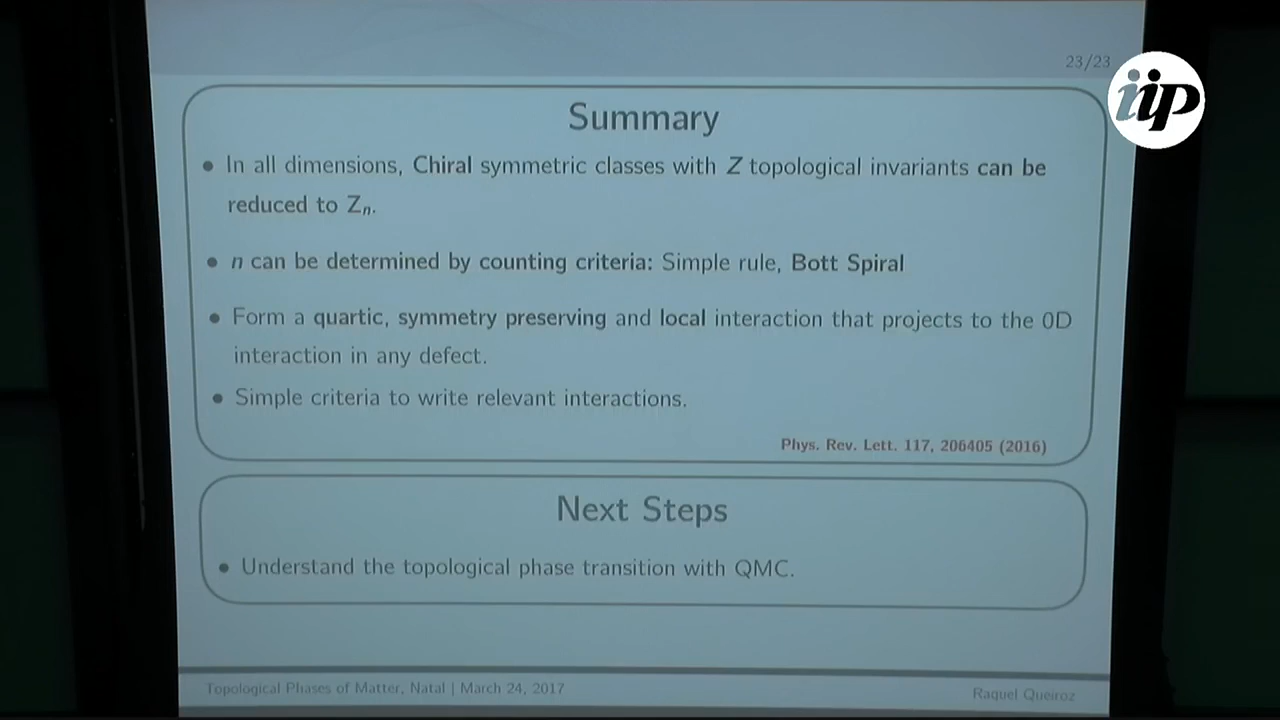 23/23
iip
Summary
• In all dimensions, Chiral symmetric classes with Z topological invariants can be
reduced to Zₙ.
• n can be determined by counting criteria: Simple rule, Bott Spiral
• Form a quartic, symmetry preserving and local interaction that projects to the 0D
interaction in any defect.
• Simple criteria to write relevant interactions.
Phys. Rev. Lett. 117, 206405 (2016)
Next Steps
• Understand the topological phase transition with QMC.
Topological Phases of Matter, Natal | March 24, 2017
Raquel Queiroz